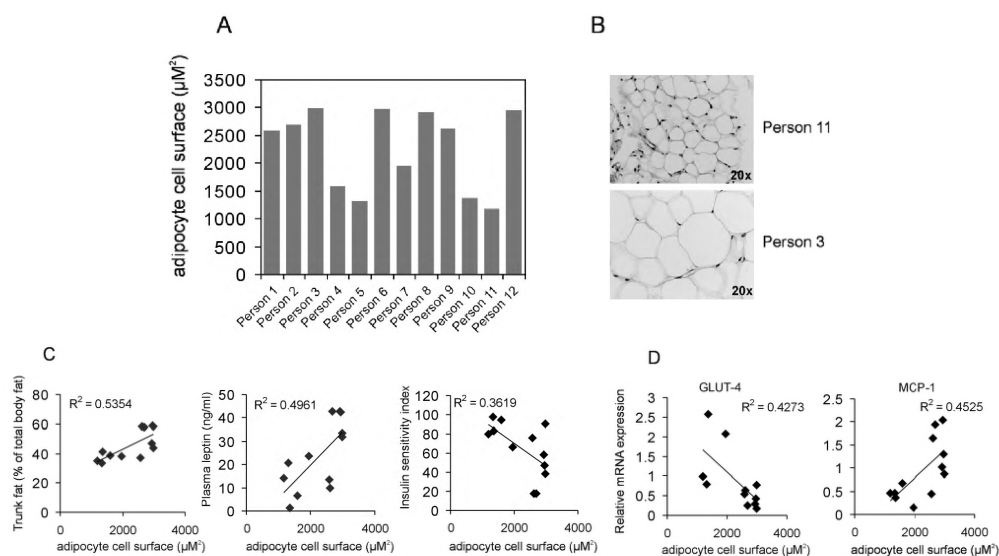 A
adipocyte cell surface (µM²)
3500
3000
2500
2000
1500
1000
500
0
Person 1
Person 2
Person 3
Person 4
Person 5
Person 6
Person 7
Person 8
Person 9
Person 10
Person 11
Person 12
B
20x
Person 11
20x
Person 3
C
Trunk fat (% of total body fat)
80
60
40
20
0
R² = 0.5354
0
2000
4000
adipocyte cell surface (µM²)
Plasma leptin (ng/ml)
50
40
30
20
10
0
R² = 0.4961
0
2000
4000
adipocyte cell surface (µM²)
Insulin sensitivity index
120
100
80
60
40
20
0
R² = 0.3619
0
2000
4000
adipocyte cell surface (µM²)
D
GLUT-4
Relative mRNA expression
3
2.5
2
1.5
1
0.5
0
R² = 0.4273
0
2000
4000
adipocyte cell surface (µM²)
MCP-1
2.5
2
1.5
1
0.5
0
R² = 0.4525
0
2000
4000
adipocyte cell surface (µM²)